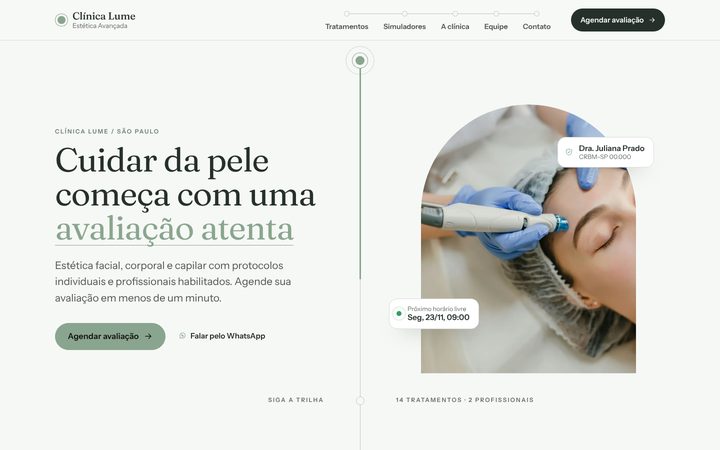 Clínica Lume
Estética Avançada
Tratamentos
Simuladores
A clínica
Equipe
Contato
Agendar avaliação →
CLÍNICA LUME / SÃO PAULO
Cuidar da pele
começa com uma
avaliação atenta
Estética facial, corporal e capilar com protocolos
individuais e profissionais habilitados. Agende sua
avaliação em menos de um minuto.
Agendar avaliação →
Falar pelo WhatsApp
Dra. Juliana Prado
CRBM-SP 00.000
Próximo horário livre
Seg, 23/11, 09:00
SIGA A TRILHA
14 TRATAMENTOS · 2 PROFISSIONAIS